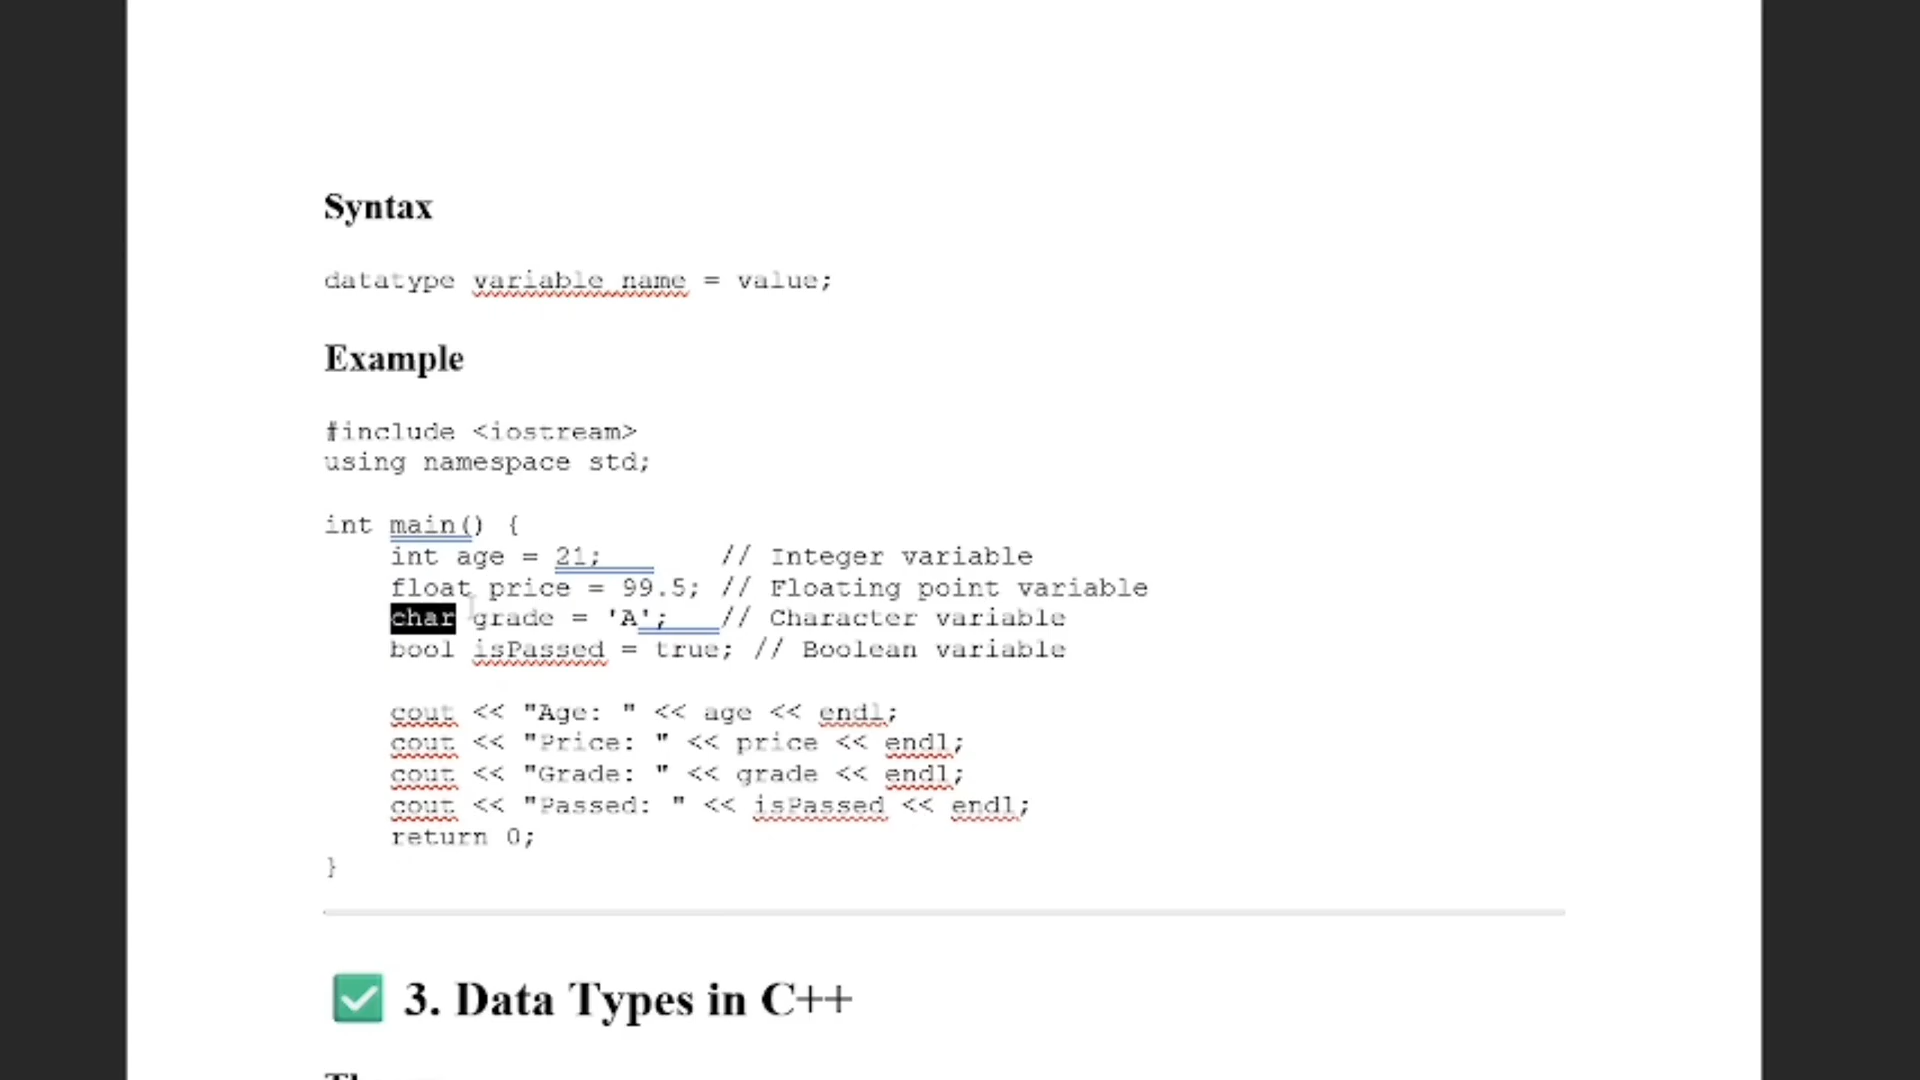 Syntax
datatype variable_name = value;
Example
#include <iostream>
using namespace std;
int main() {
    int age = 21;       // Integer variable
    float price = 99.5; // Floating point variable
    char grade = 'A';   // Character variable
    bool isPassed = true; // Boolean variable
    cout << "Age: " << age << endl;
    cout << "Price: " << price << endl;
    cout << "Grade: " << grade << endl;
    cout << "Passed: " << isPassed << endl;
    return 0;
}
✅ 3. Data Types in C++